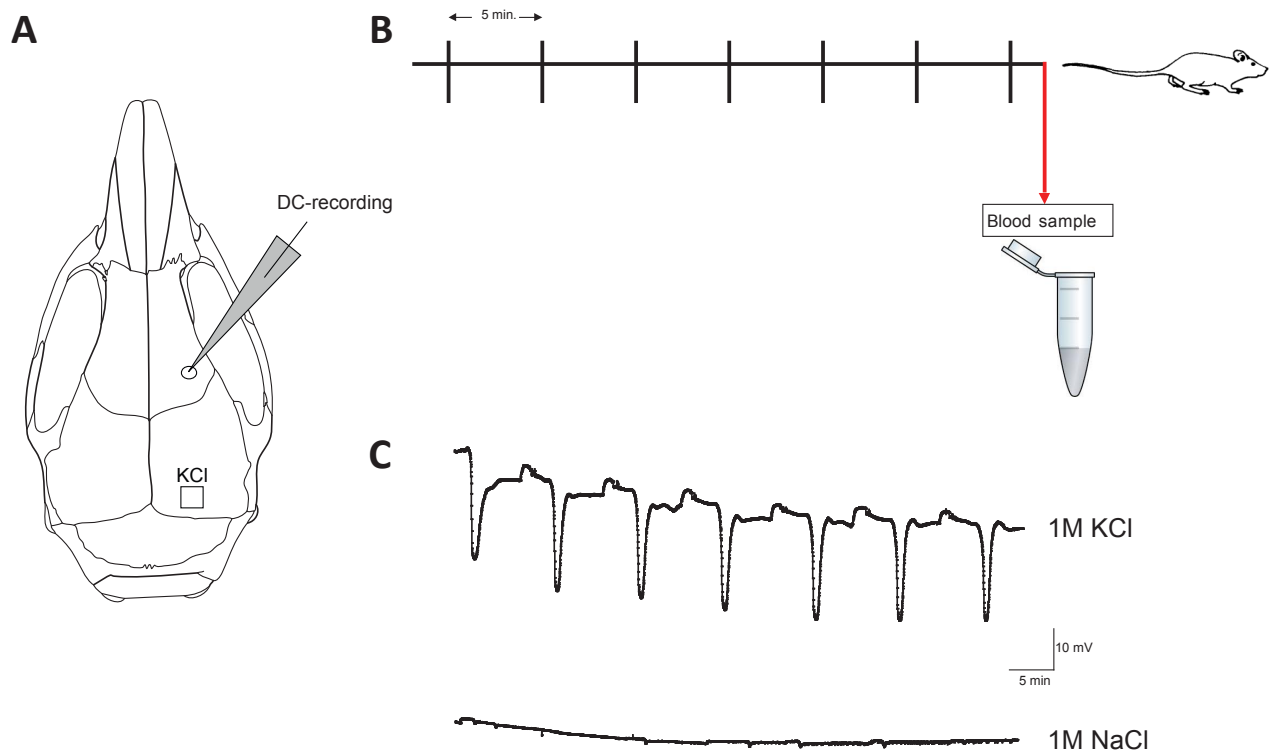 A
DC-recording
KCl
B
5 min.
Blood sample
C
1M KCl
10 mV
5 min
1M NaCl